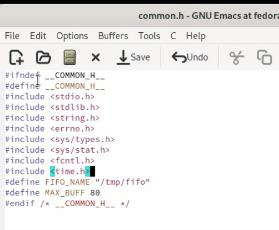 common.h - GNU Emacs at fedora
File Edit Options Buffers Tools C Help
Save Undo
#ifndef __COMMON_H__
#define __COMMON_H__
#include <stdio.h>
#include <stdlib.h>
#include <string.h>
#include <errno.h>
#include <sys/types.h>
#include <sys/stat.h>
#include <fcntl.h>
#include <time.h>
#define FIFO_NAME "/tmp/fifo"
#define MAX_BUFF 80
#endif /* __COMMON_H__ */